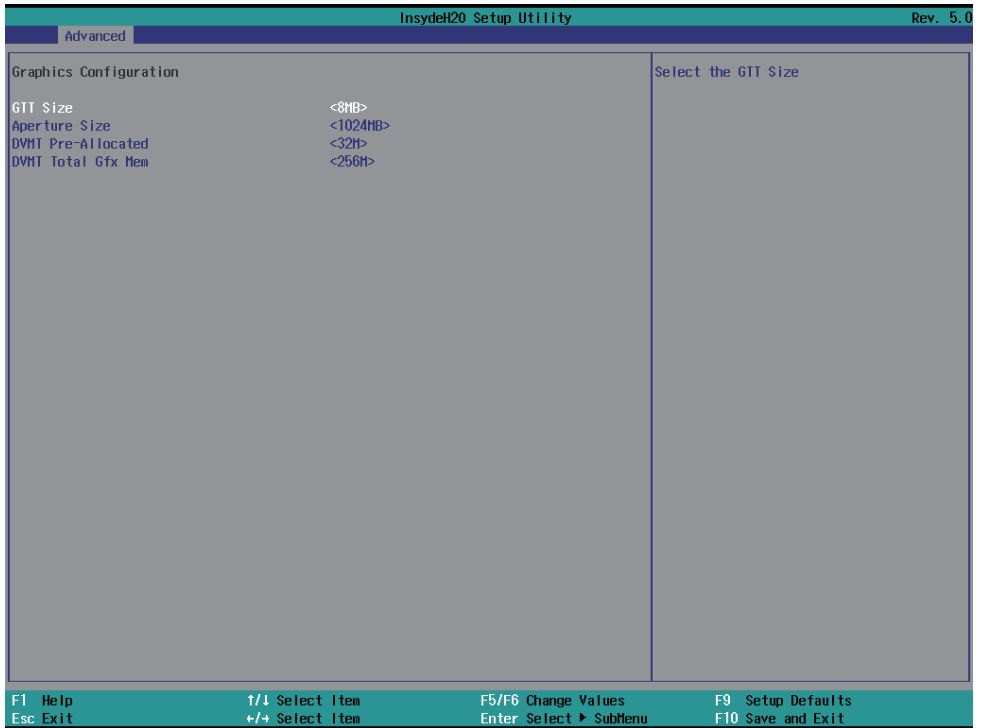 InsydeH20 Setup Utility Rev. 5.0
Advanced
Graphics Configuration Select the GTT Size
GTT Size <8MB>
Aperture Size <1024MB>
DVMT Pre-Allocated <32M>
DVMT Total Gfx Mem <256M>
F1 Help ↑/↓ Select Item F5/F6 Change Values F9 Setup Defaults
Esc Exit ←/→ Select Item Enter Select ▶ SubMenu F10 Save and Exit